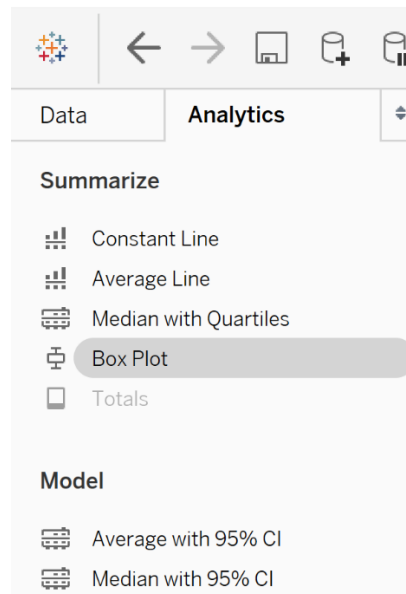 Data
Analytics
Summarize
Constant Line
Average Line
Median with Quartiles
Box Plot
Totals
Model
Average with 95% CI
Median with 95% CI